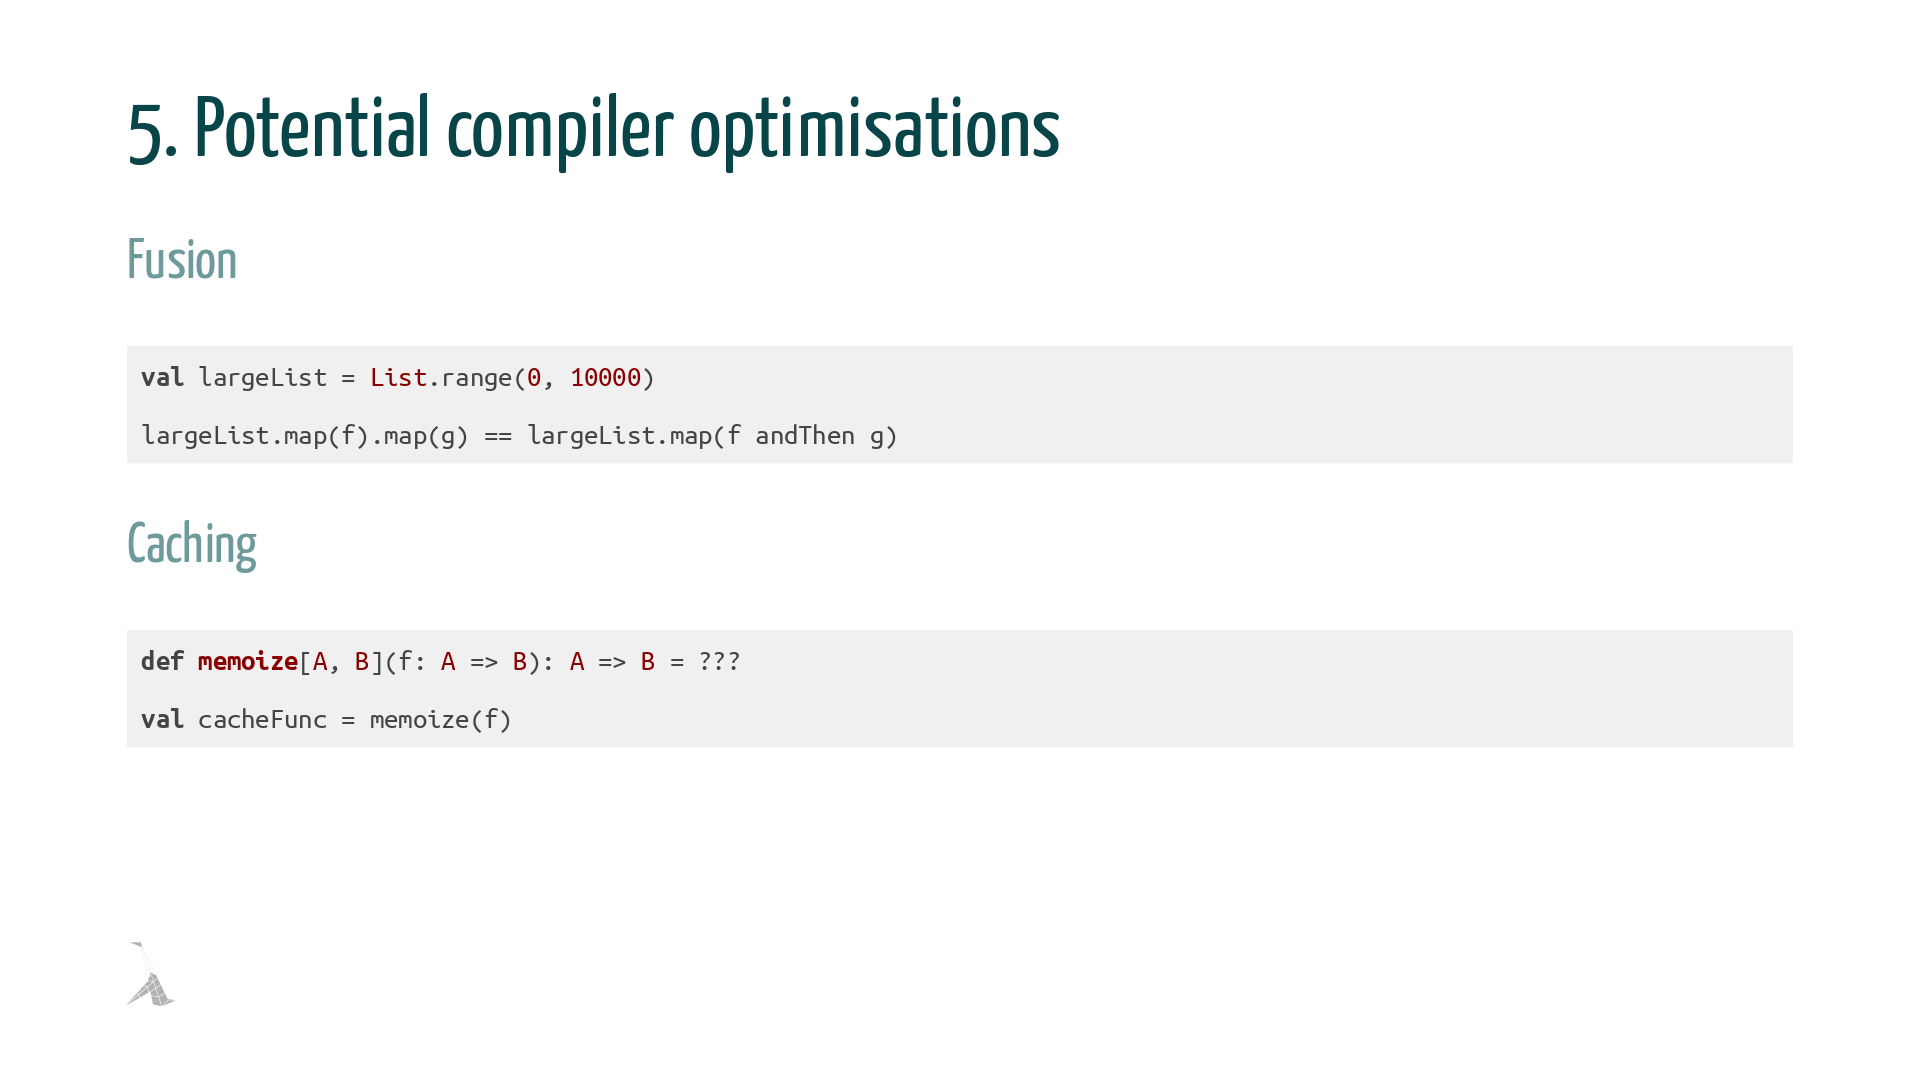 5. Potential compiler optimisations
Fusion
val largeList = List.range(0, 10000)
largeList.map(f).map(g) == largeList.map(f andThen g)
Caching
def memoize[A, B](f: A => B): A => B = ???
val cacheFunc = memoize(f)